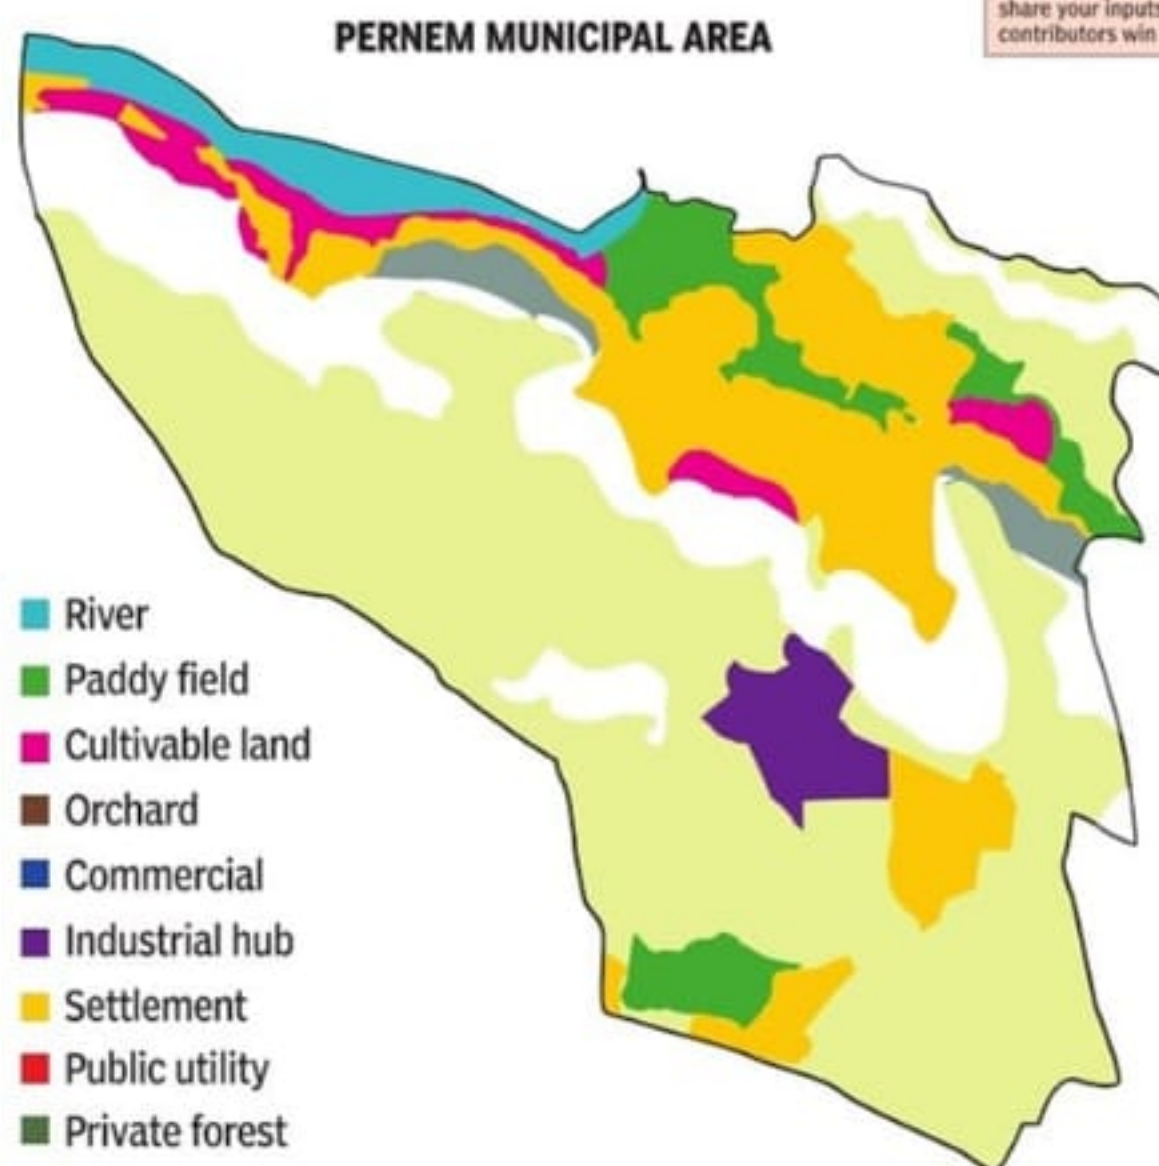 PERNEM MUNICIPAL AREA
share your inputs
contributors win
River
Paddy field
Cultivable land
Orchard
Commercial
Industrial hub
Settlement
Public utility
Private forest